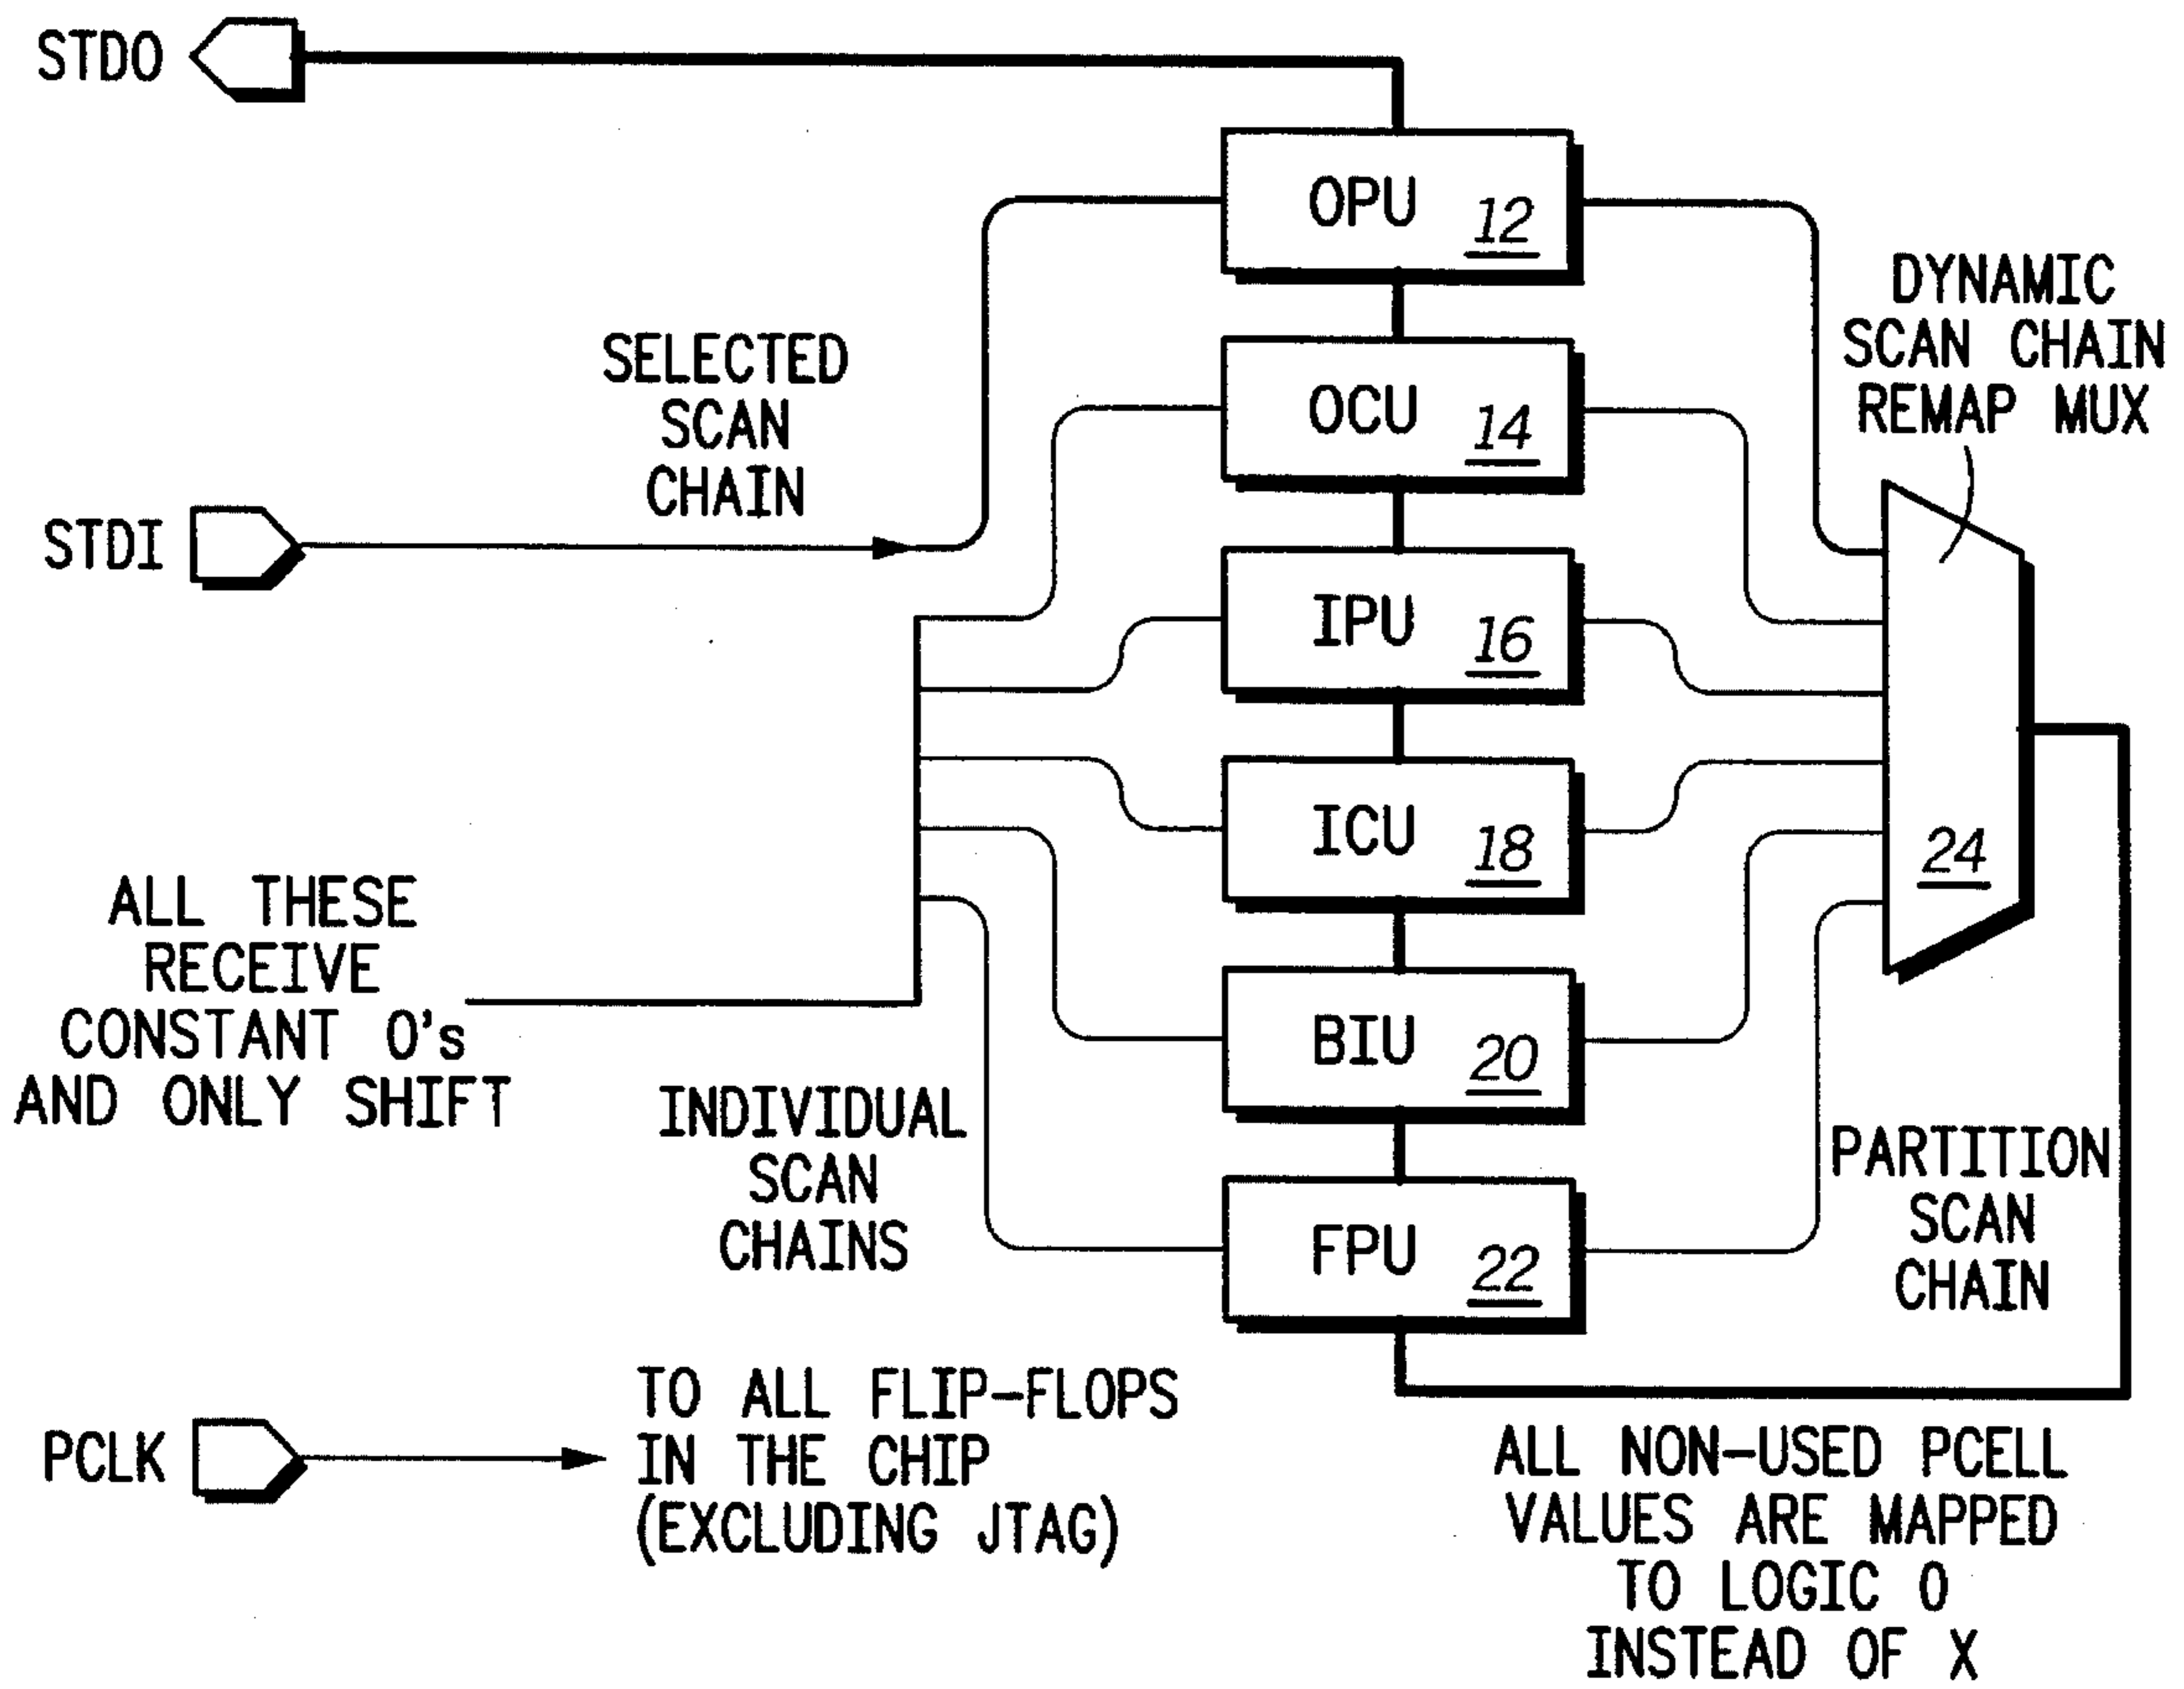 STDO
OPU 12
DYNAMIC
SCAN CHAIN
REMAP MUX
SELECTED
SCAN
CHAIN
OCU 14
STDI
IPU 16
ICU 18
24
ALL THESE
RECEIVE
CONSTANT 0's
AND ONLY SHIFT
BIU 20
INDIVIDUAL
SCAN
CHAINS
PARTITION
SCAN
CHAIN
FPU 22
PCLK
TO ALL FLIP-FLOPS
IN THE CHIP
(EXCLUDING JTAG)
ALL NON-USED PCELL
VALUES ARE MAPPED
TO LOGIC 0
INSTEAD OF X